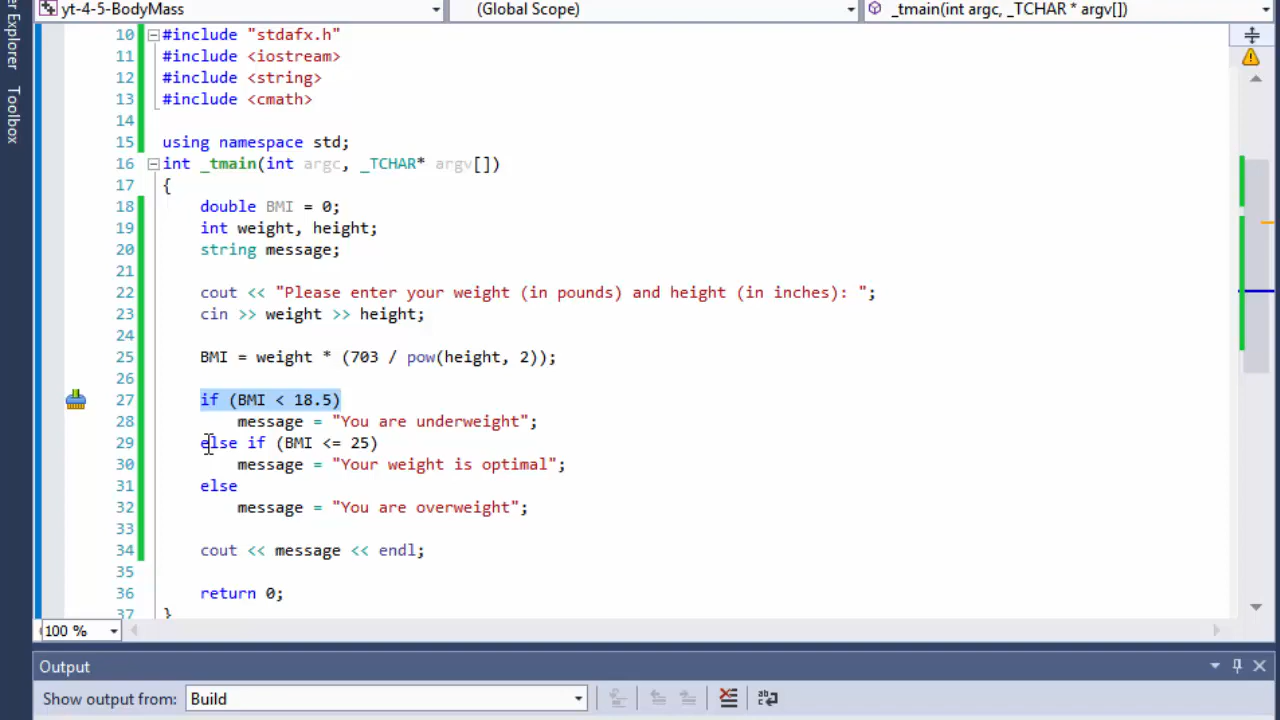 er Explorer
Toolbox
yt-4-5-BodyMass (Global Scope) _tmain(int argc, _TCHAR * argv[])
10 #include "stdafx.h"
11 #include <iostream>
12 #include <string>
13 #include <cmath>
14
15 using namespace std;
16 int _tmain(int argc, _TCHAR* argv[])
17 {
18 double BMI = 0;
19 int weight, height;
20 string message;
21
22 cout << "Please enter your weight (in pounds) and height (in inches): ";
23 cin >> weight >> height;
24
25 BMI = weight * (703 / pow(height, 2));
26
27 if (BMI < 18.5)
28 message = "You are underweight";
29 else if (BMI <= 25)
30 message = "Your weight is optimal";
31 else
32 message = "You are overweight";
33
34 cout << message << endl;
35
36 return 0;
37 }
100 %
Output
Show output from: Build